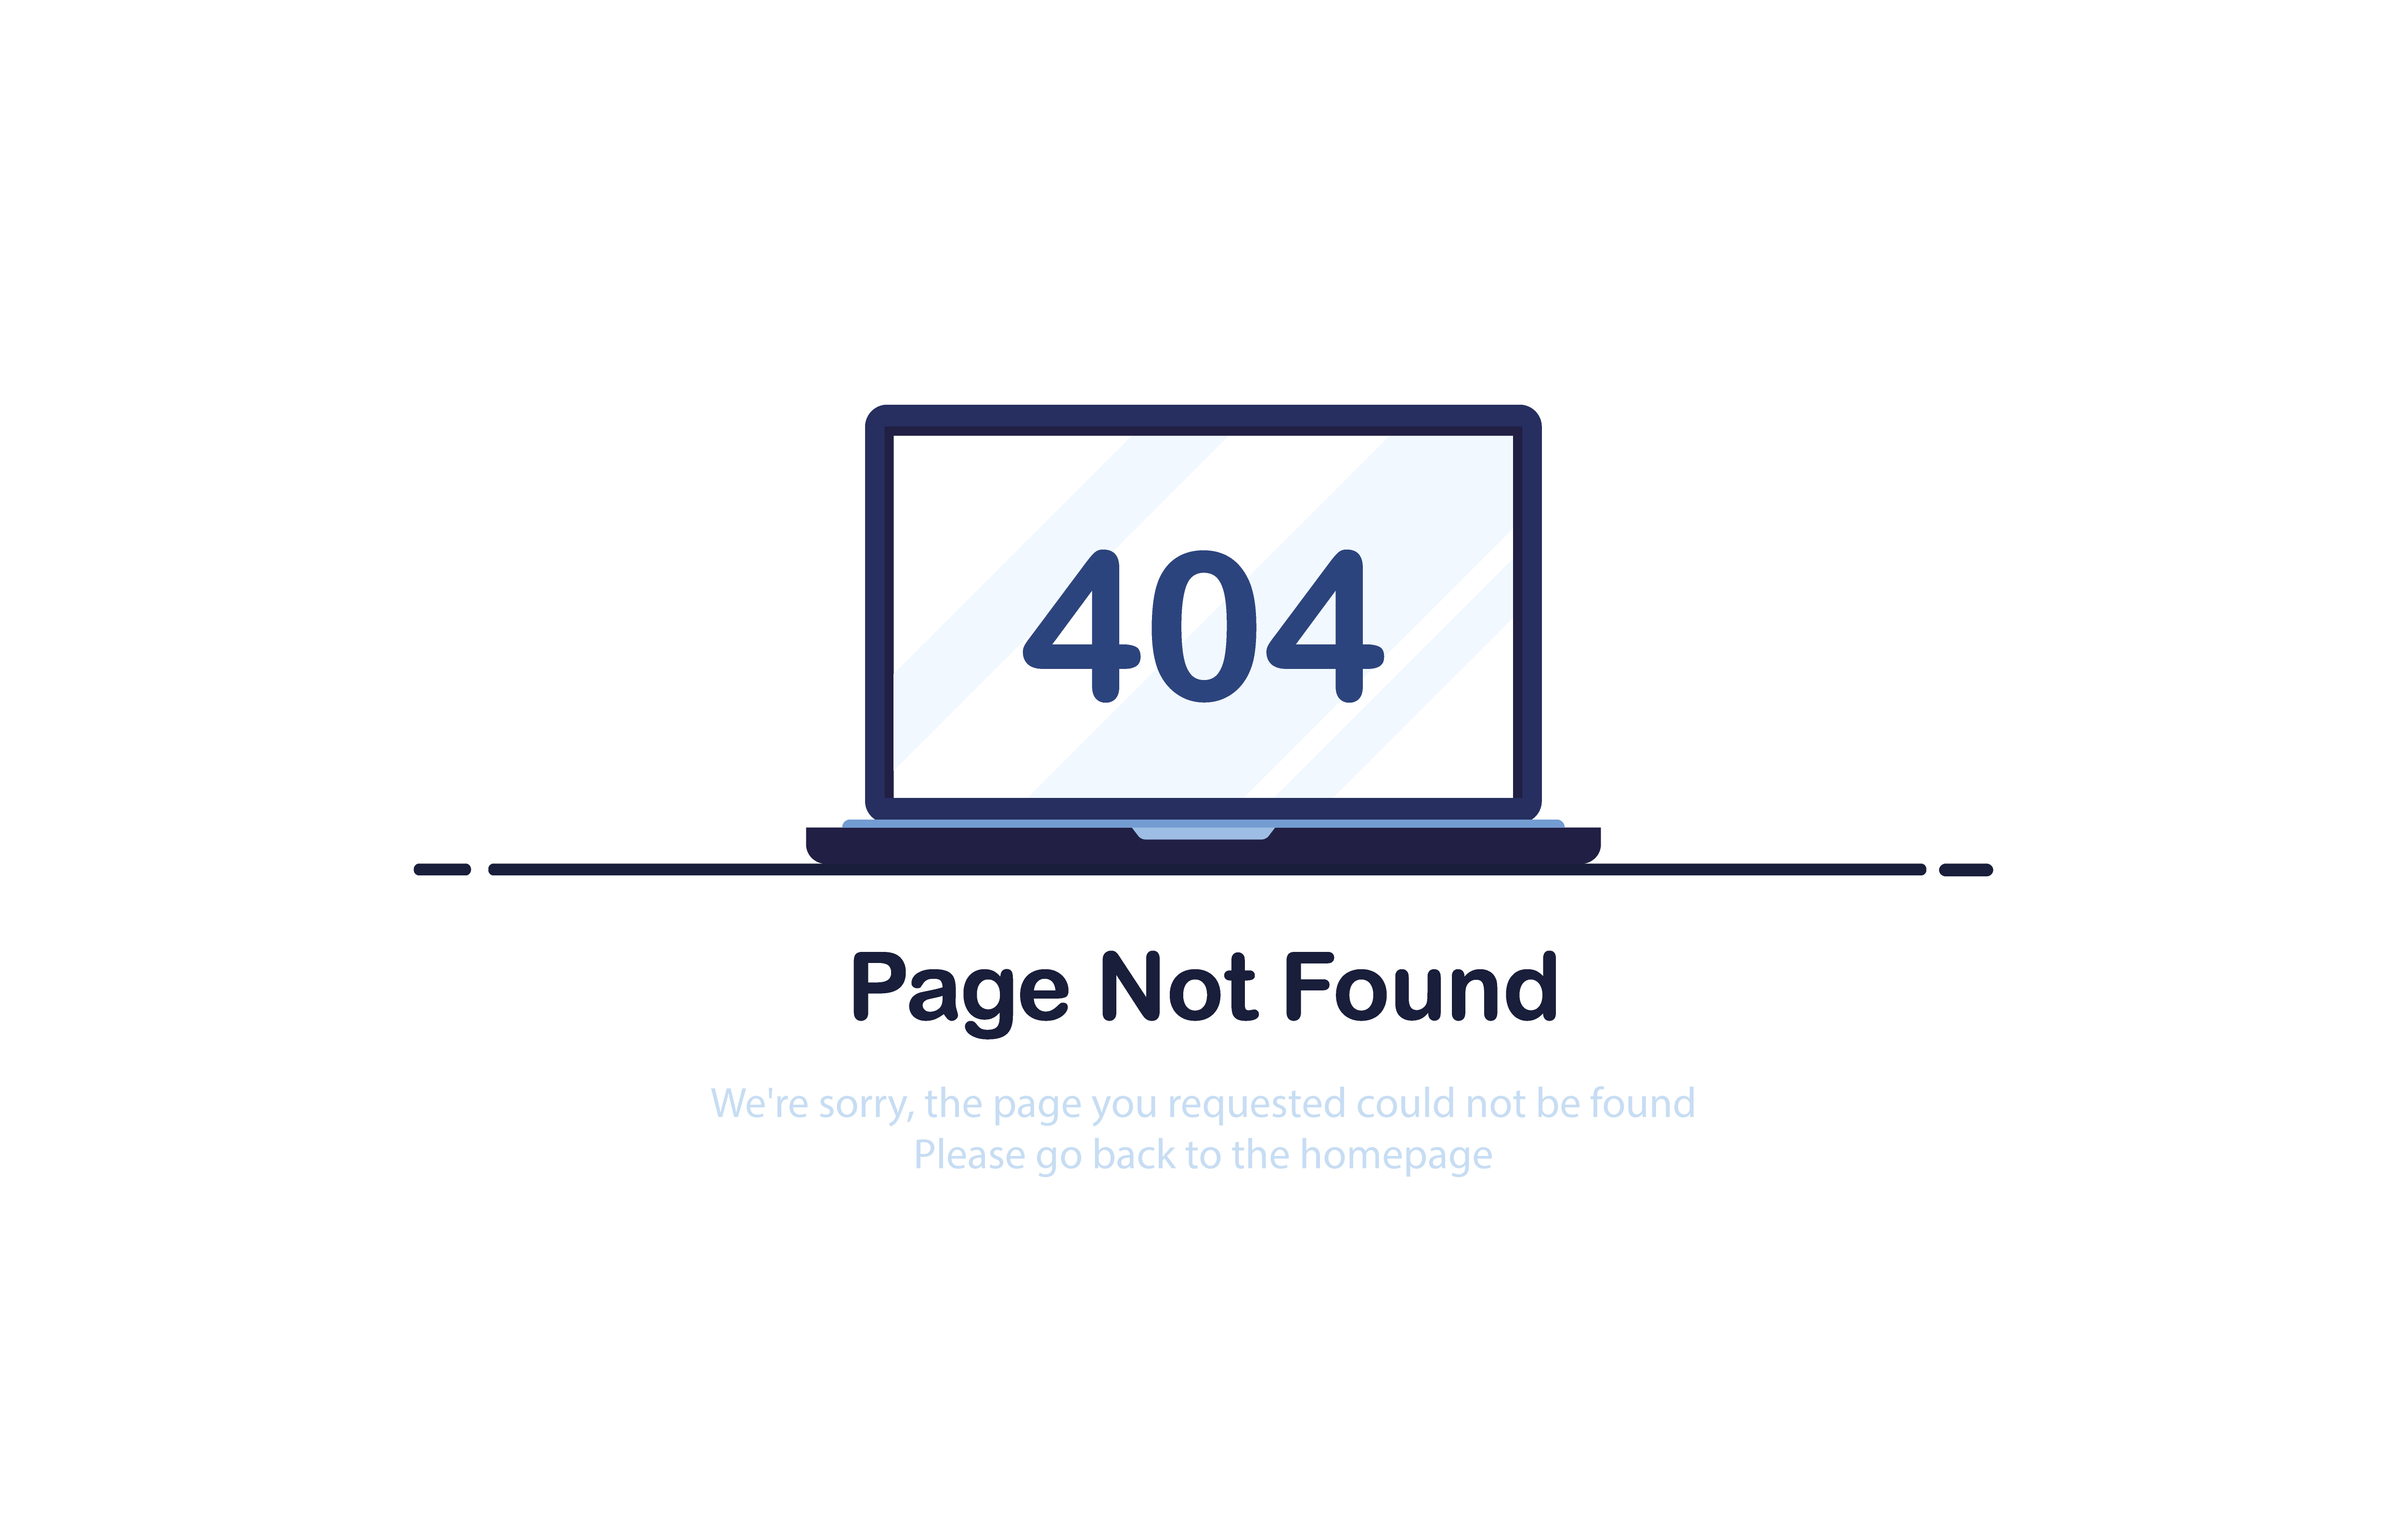 404
Page Not Found
We're sorry, the page you requested could not be found
Please go back to the homepage